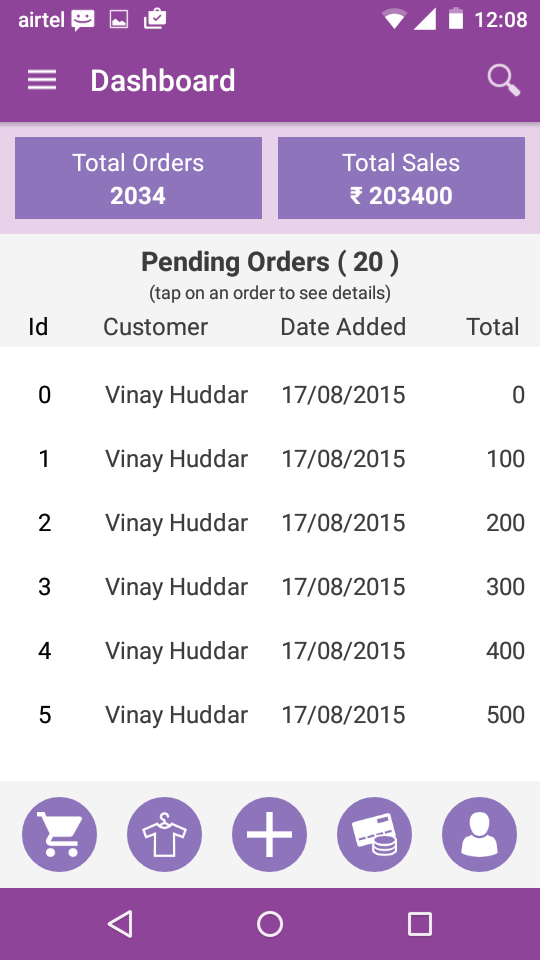 airtel 12:08
Dashboard
Total Orders Total Sales
2034 ₹ 203400
Pending Orders ( 20 )
(tap on an order to see details)
Id Customer Date Added Total
0 Vinay Huddar 17/08/2015 0
1 Vinay Huddar 17/08/2015 100
2 Vinay Huddar 17/08/2015 200
3 Vinay Huddar 17/08/2015 300
4 Vinay Huddar 17/08/2015 400
5 Vinay Huddar 17/08/2015 500